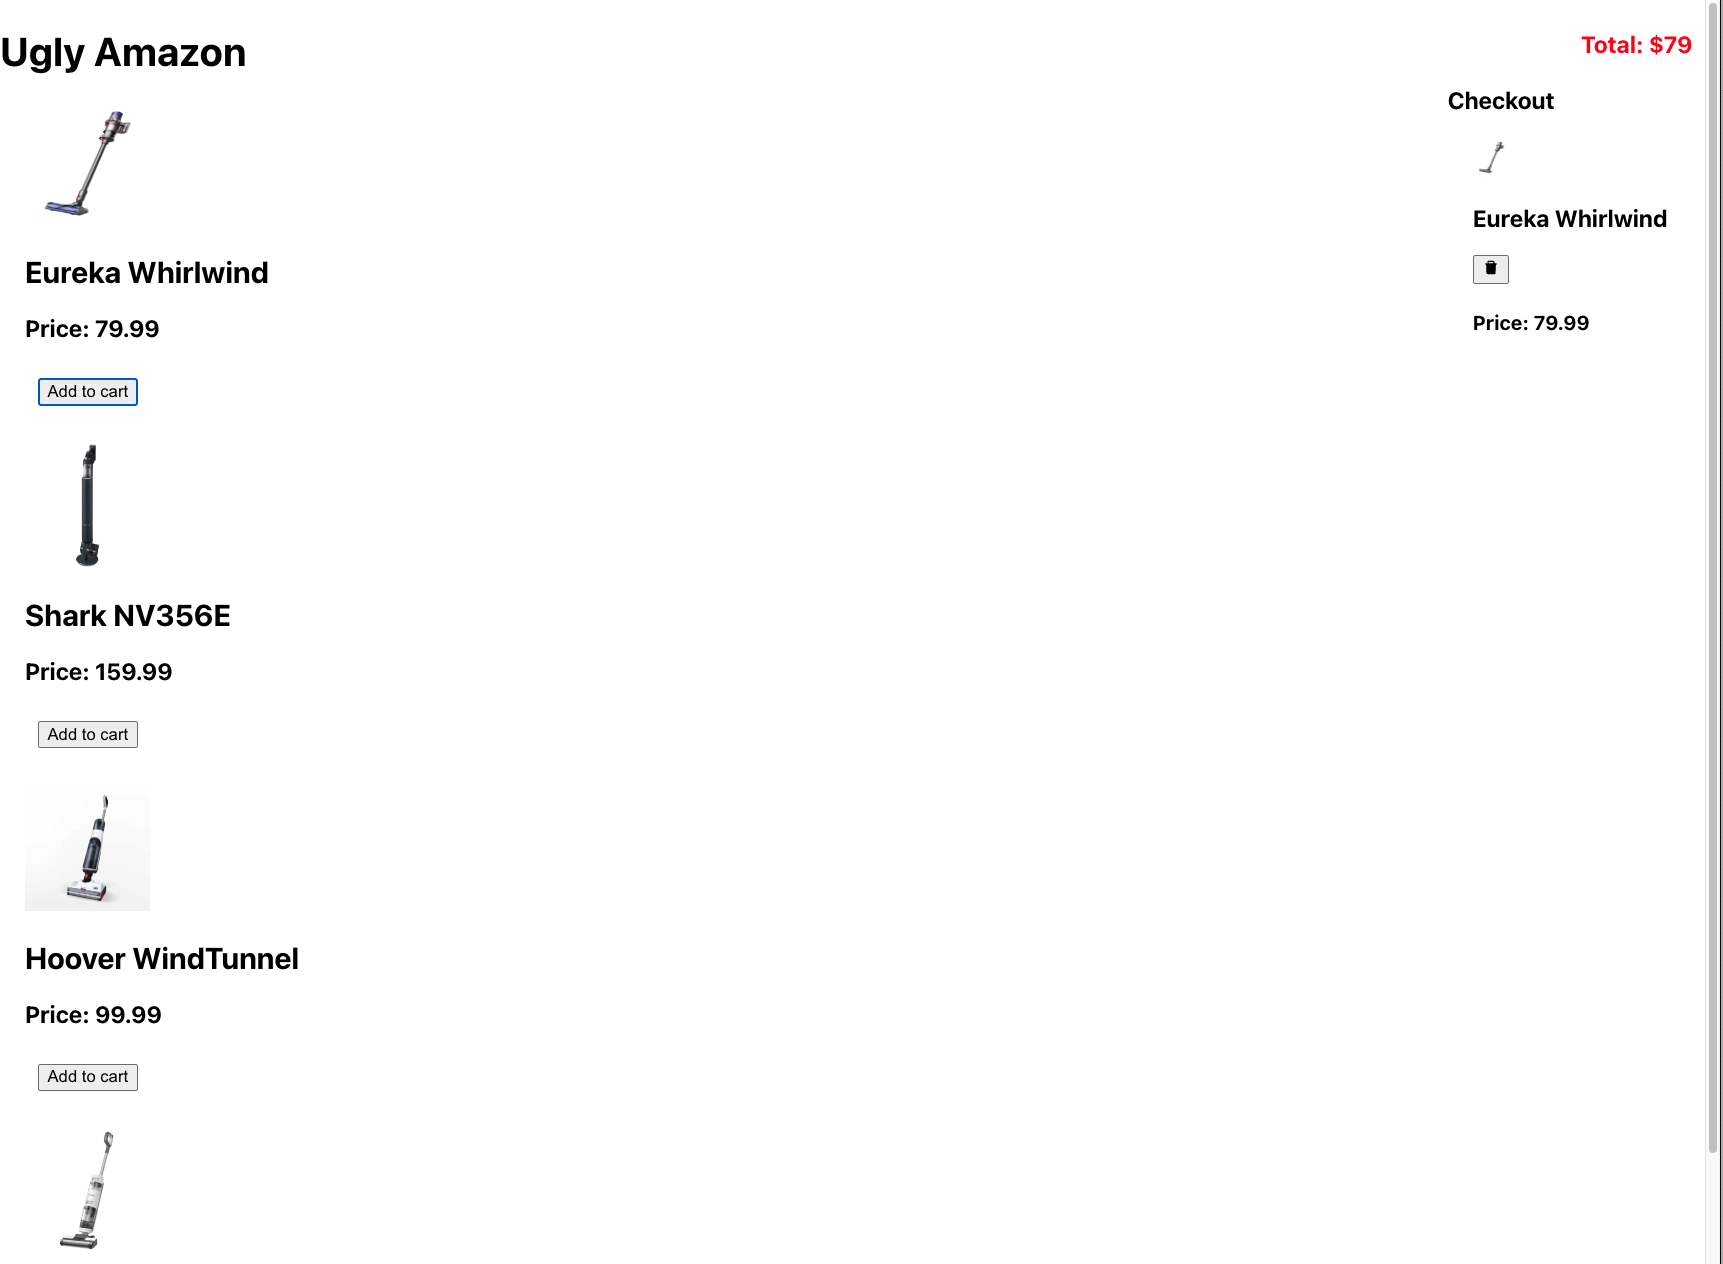 Ugly Amazon
Total: $79
Checkout
Eureka Whirlwind
Price: 79.99
Eureka Whirlwind
Price: 79.99
Add to cart
Shark NV356E
Price: 159.99
Add to cart
Hoover WindTunnel
Price: 99.99
Add to cart